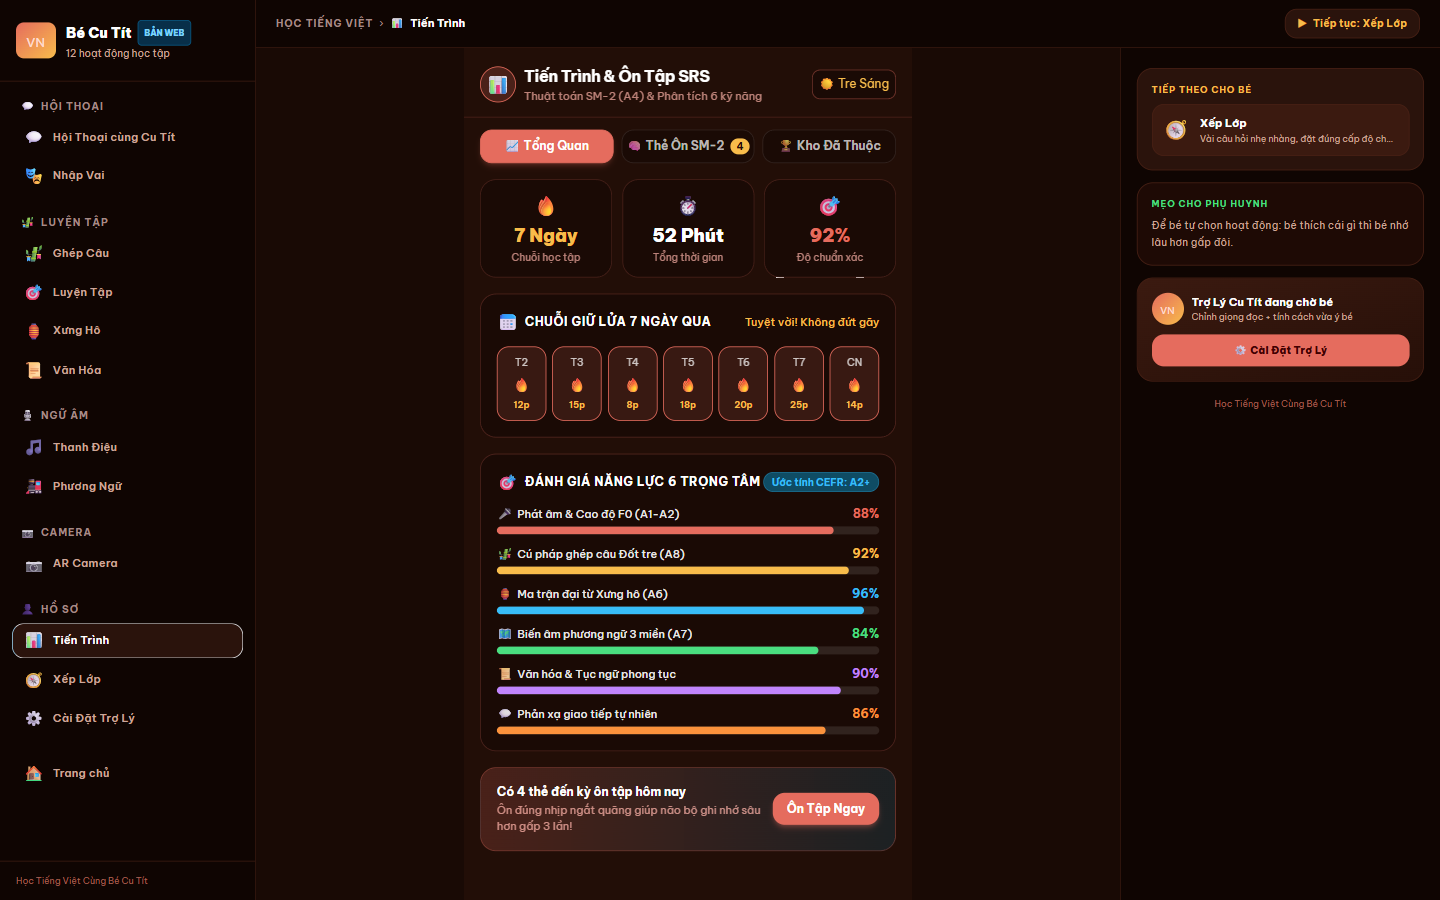 VN
Bé Cu Tít
BẢN WEB
12 hoạt động học tập
HỘI THOẠI
Hội Thoại cùng Cu Tít
Nhập Vai
LUYỆN TẬP
Ghép Câu
Luyện Tập
Xưng Hô
Văn Hóa
NGỮ ÂM
Thanh Điệu
Phương Ngữ
CAMERA
AR Camera
HỒ SƠ
Tiến Trình
Xếp Lớp
Cài Đặt Trợ Lý
Trang chủ
Học Tiếng Việt Cùng Bé Cu Tít
HỌC TIẾNG VIỆT › Tiến Trình
▶ Tiếp tục: Xếp Lớp
Tiến Trình & Ôn Tập SRS
Thuật toán SM-2 (A4) & Phân tích 6 kỹ năng
Tre Sáng
Tổng Quan
Thẻ Ôn SM-2 4
Kho Đã Thuộc
7 Ngày
Chuỗi học tập
52 Phút
Tổng thời gian
92%
Độ chuẩn xác
CHUỖI GIỮ LỬA 7 NGÀY QUA
Tuyệt vời! Không đứt gãy
T2 T3 T4 T5 T6 T7 CN
12p 15p 8p 18p 20p 25p 14p
ĐÁNH GIÁ NĂNG LỰC 6 TRỌNG TÂM
Ước tính CEFR: A2+
Phát âm & Cao độ F0 (A1-A2) 88%
Cú pháp ghép câu Đốt tre (A8) 92%
Ma trận đại từ Xưng hô (A6) 96%
Biến âm phương ngữ 3 miền (A7) 84%
Văn hóa & Tục ngữ phong tục 90%
Phản xạ giao tiếp tự nhiên 86%
Có 4 thẻ đến kỳ ôn tập hôm nay
Ôn đúng nhịp ngắt quãng giúp não bộ ghi nhớ sâu
hơn gấp 3 lần!
Ôn Tập Ngay
TIẾP THEO CHO BÉ
Xếp Lớp
Vài câu hỏi nhẹ nhàng, đặt đúng cấp độ ch...
MẸO CHO PHỤ HUYNH
Để bé tự chọn hoạt động: bé thích cái gì thì bé nhớ
lâu hơn gấp đôi.
VN
Trợ Lý Cu Tít đang chờ bé
Chỉnh giọng đọc + tính cách vừa ý bé
Cài Đặt Trợ Lý
Học Tiếng Việt Cùng Bé Cu Tít